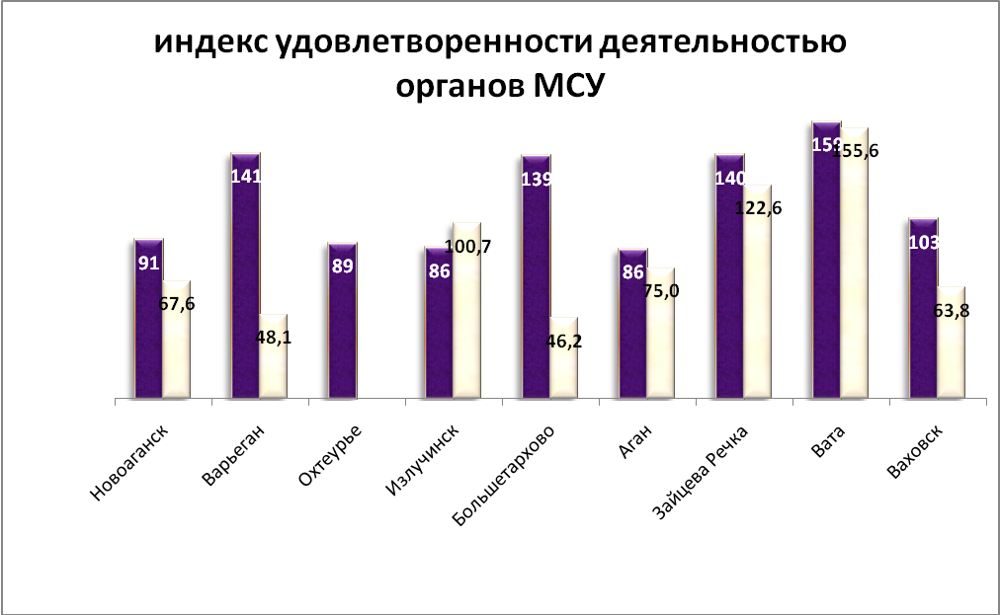 индекс удовлетворенности деятельностью
органов МСУ
91
67,6
141
48,1
89
86
100,7
139
46,2
86
75,0
140
122,6
159
155,6
103
63,8
Новоаганск
Варьеган
Охтеурье
Излучинск
Большетархово
Аган
Зайцева Речка
Вата
Ваховск